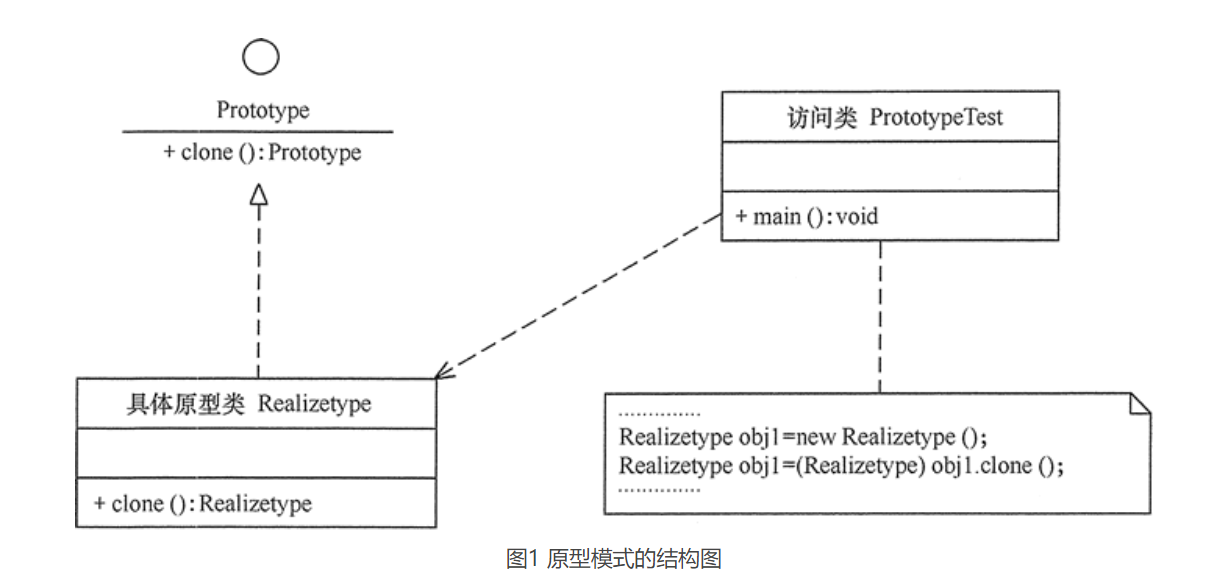 Prototype
+ clone ():Prototype
访问类 PrototypeTest
+ main ():void
具体原型类 Realizetype
+ clone ():Realizetype
..............
Realizetype obj1=new Realizetype ();
Realizetype obj1=(Realizetype) obj1.clone ();
..............
图1 原型模式的结构图